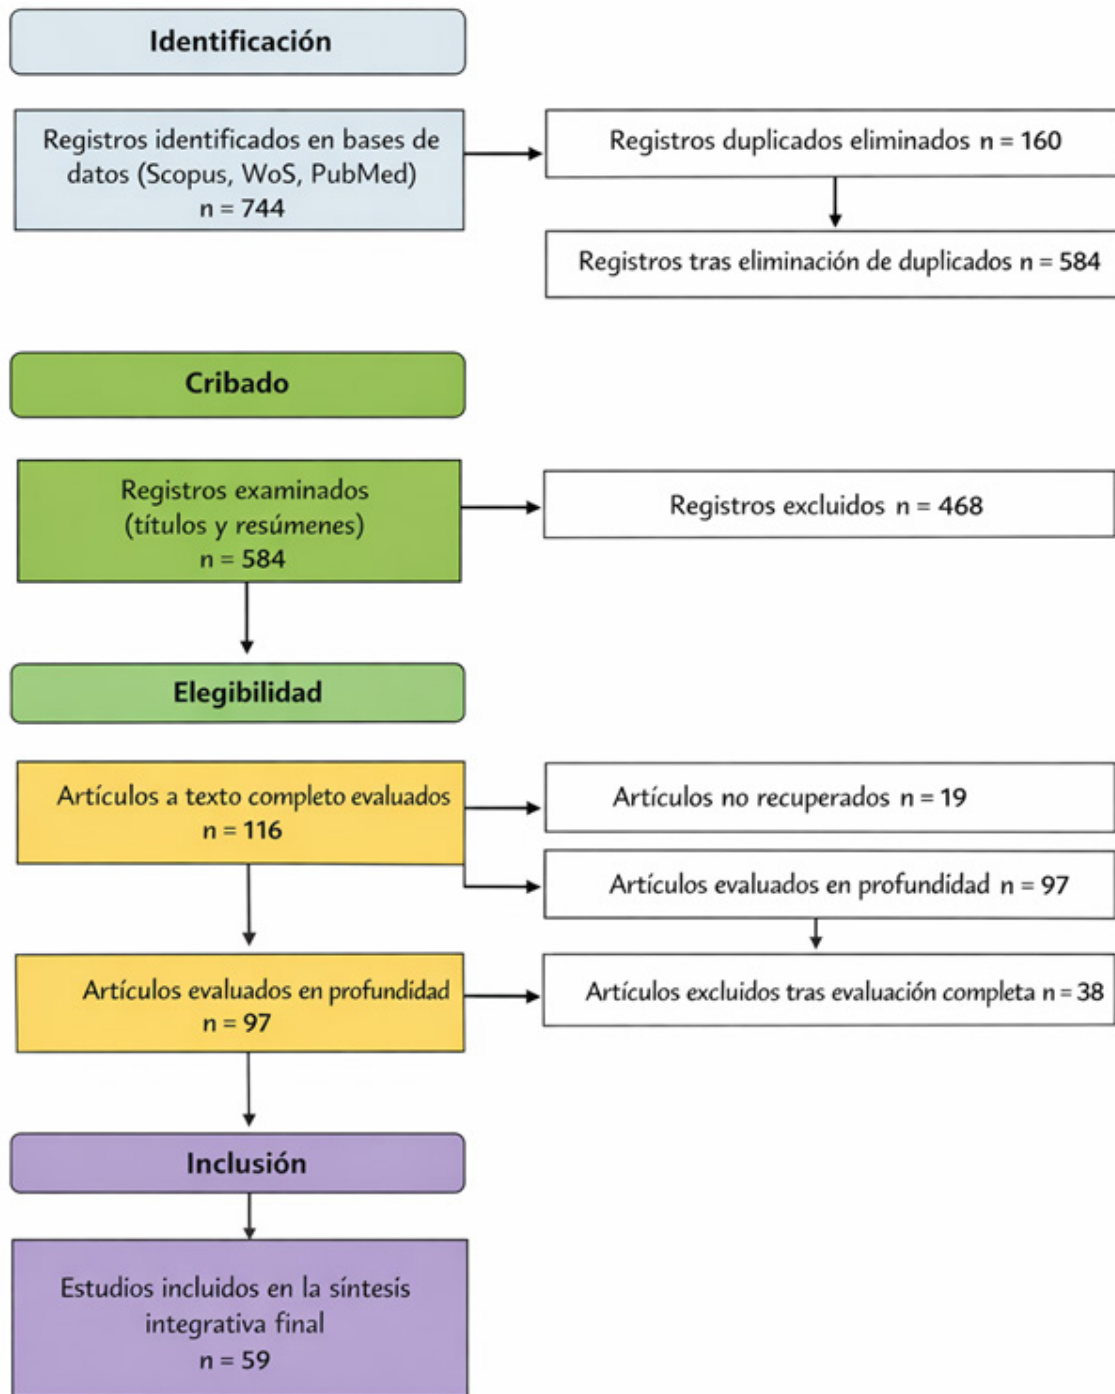 Identificación
Registros identificados en bases de
datos (Scopus, WoS, PubMed)
n = 744
Registros duplicados eliminados n = 160
Registros tras eliminación de duplicados n = 584
Cribado
Registros examinados
(títulos y resúmenes)
n = 584
Registros excluidos n = 468
Elegibilidad
Artículos a texto completo evaluados
n = 116
Artículos no recuperados n = 19
Artículos evaluados en profundidad n = 97
Artículos evaluados en profundidad
n = 97
Artículos excluidos tras evaluación completa n = 38
Inclusión
Estudios incluidos en la síntesis
integrativa final
n = 59